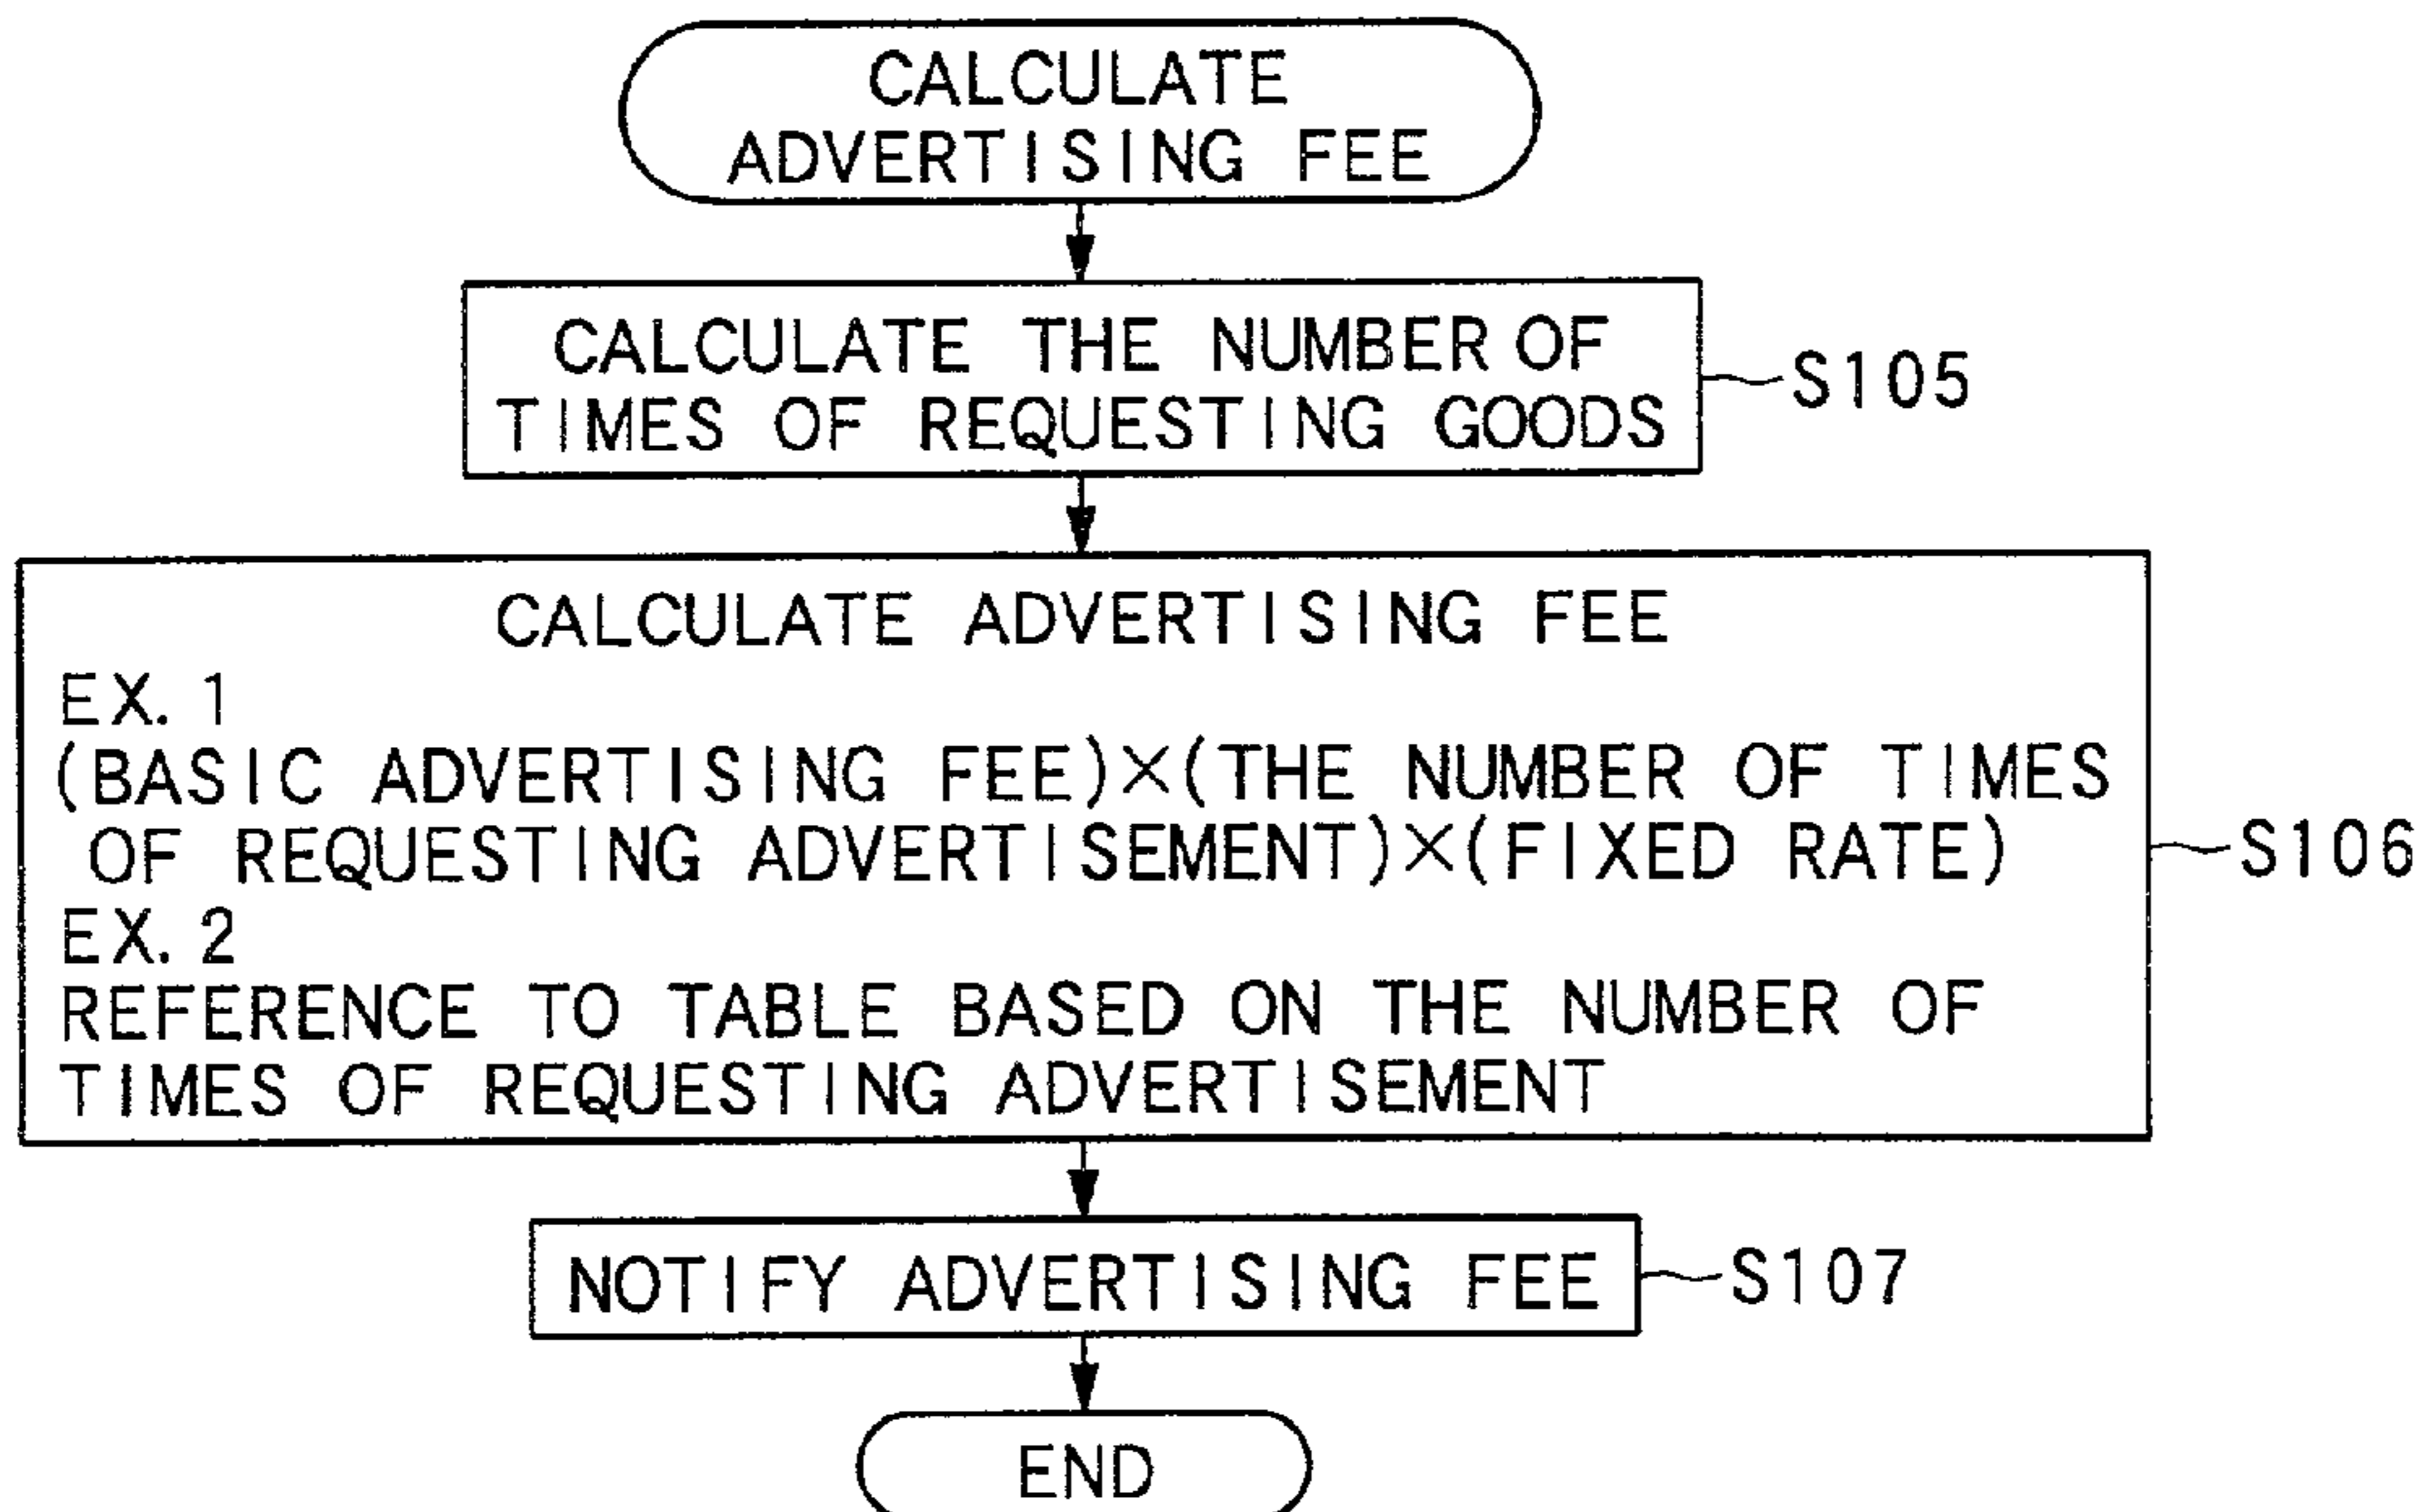 CALCULATE
ADVERTISING FEE
CALCULATE THE NUMBER OF
TIMES OF REQUESTING GOODS
S105
CALCULATE ADVERTISING FEE
EX. 1
(BASIC ADVERTISING FEE)×(THE NUMBER OF TIMES
OF REQUESTING ADVERTISEMENT)×(FIXED RATE)
S106
EX. 2
REFERENCE TO TABLE BASED ON THE NUMBER OF
TIMES OF REQUESTING ADVERTISEMENT
NOTIFY ADVERTISING FEE
S107
END